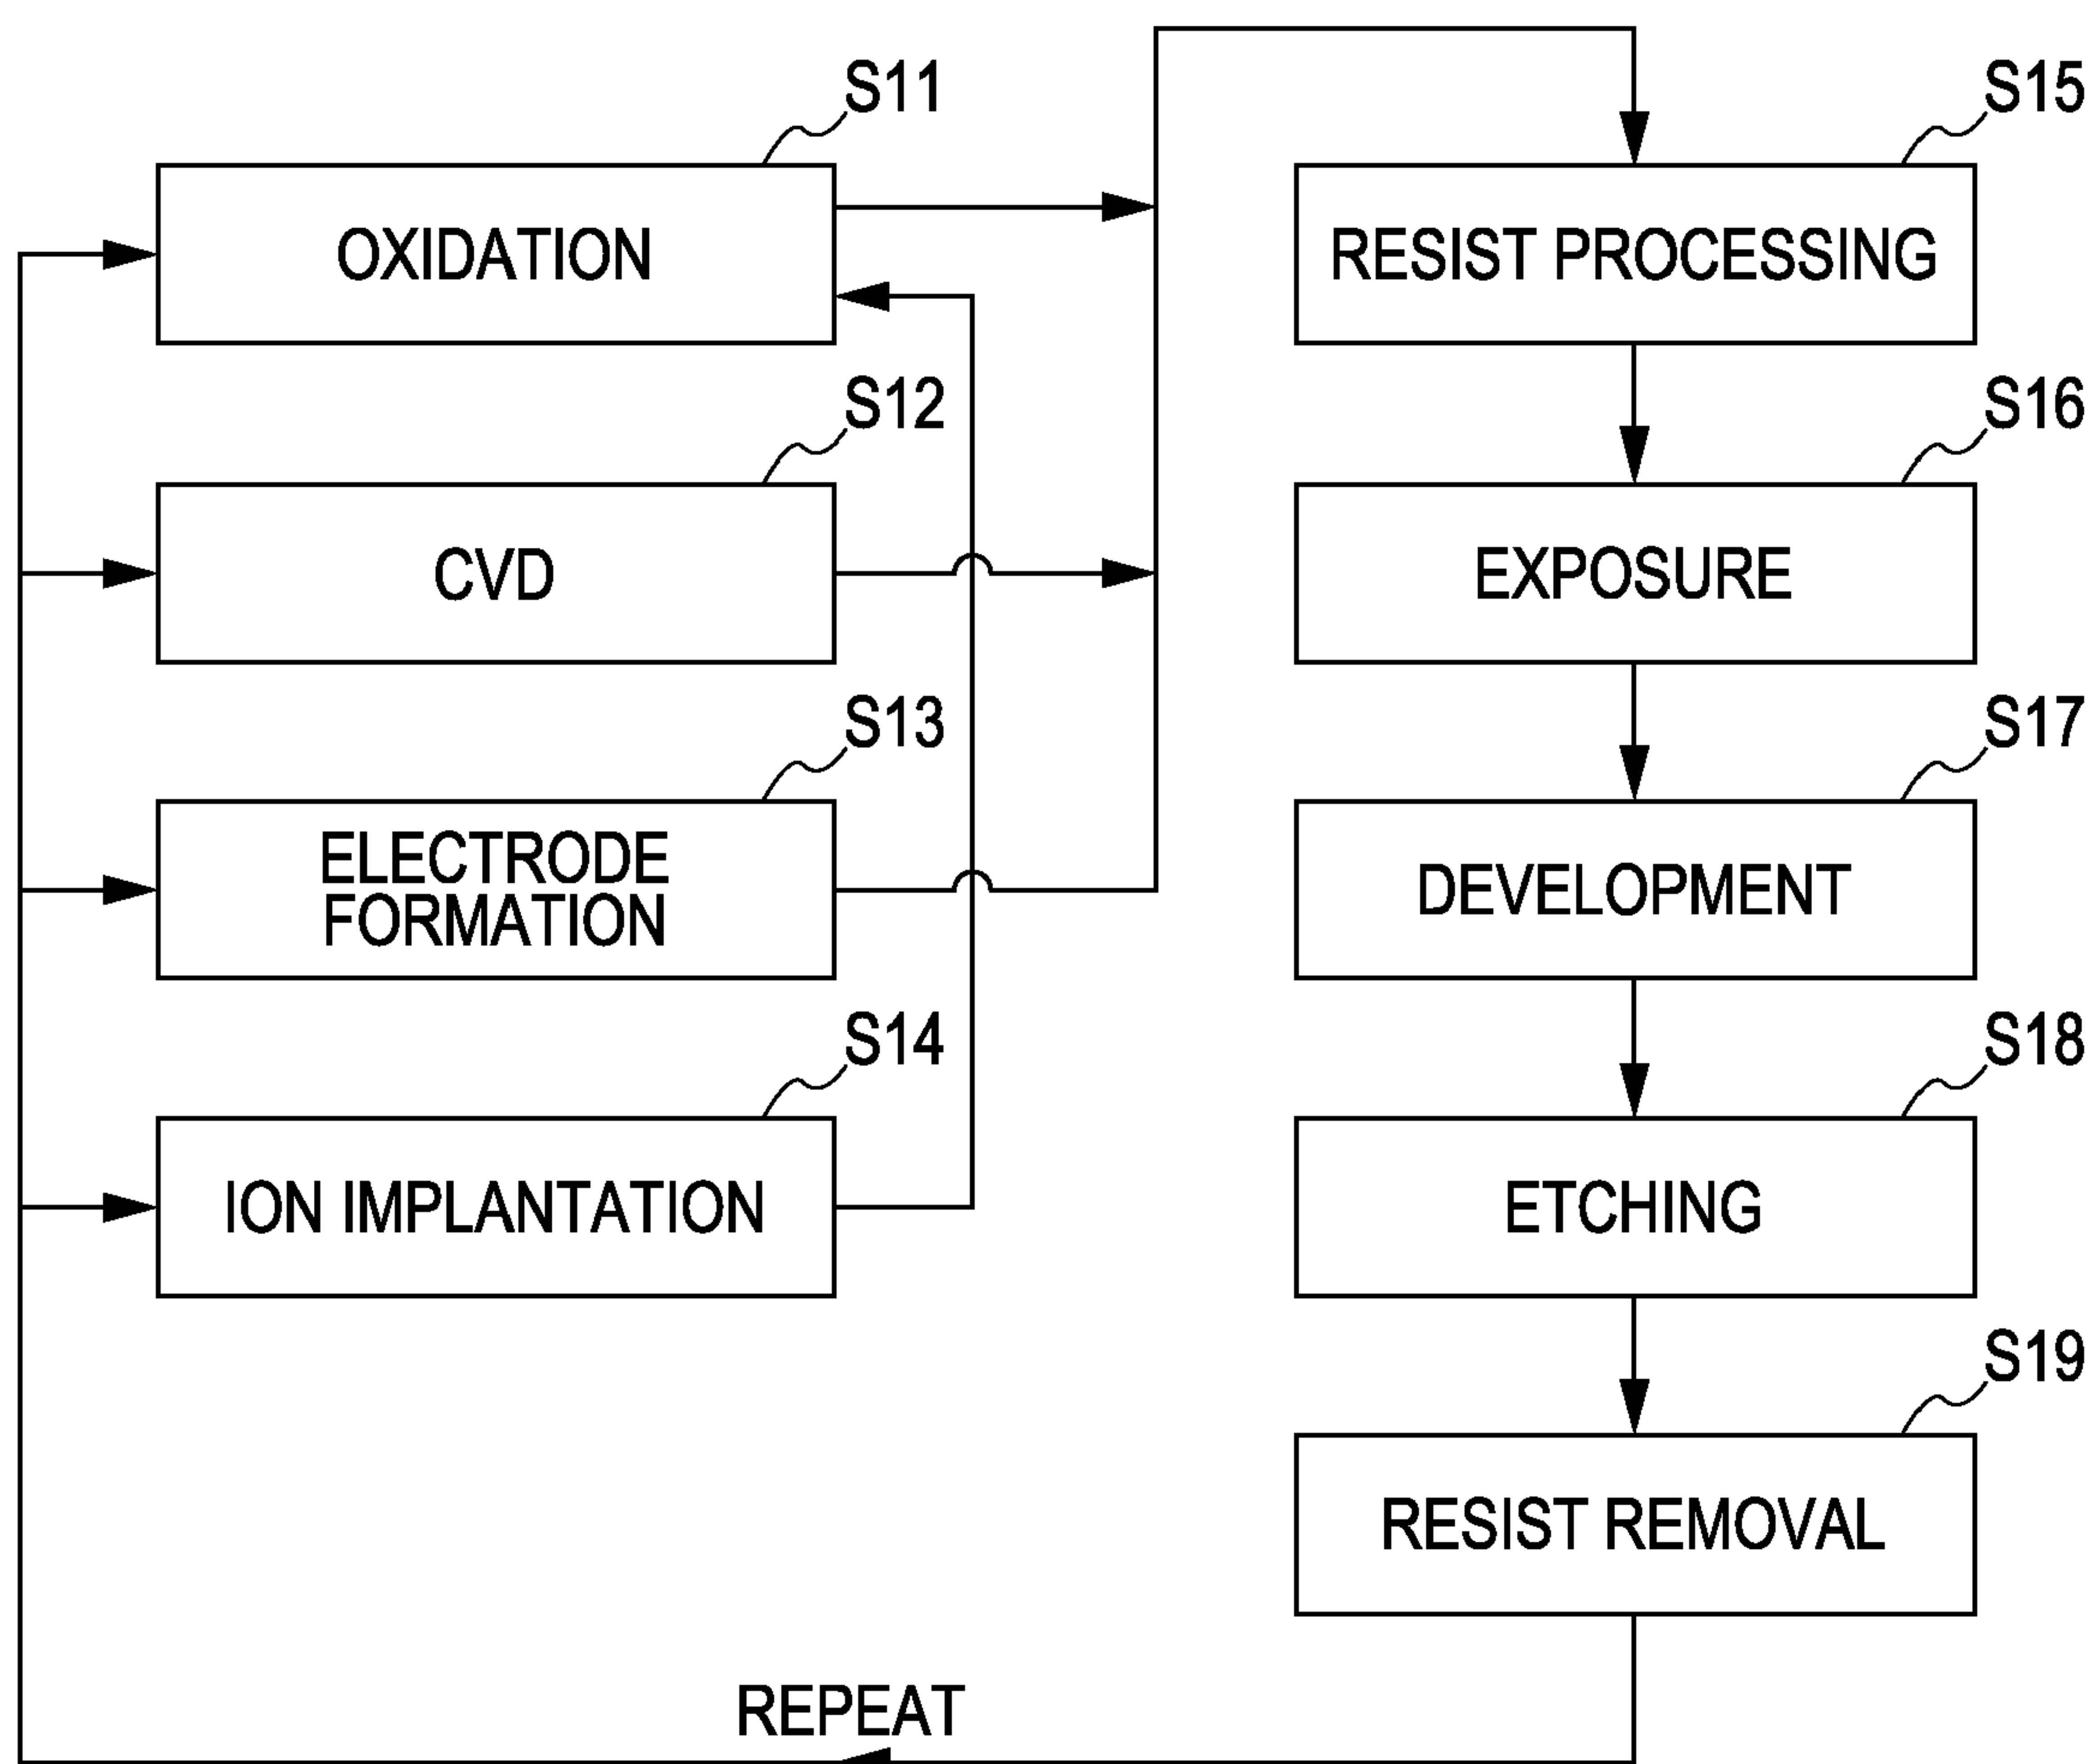 S11
OXIDATION
S12
CVD
S13
ELECTRODE
FORMATION
S14
ION IMPLANTATION
S15
RESIST PROCESSING
S16
EXPOSURE
S17
DEVELOPMENT
S18
ETCHING
S19
RESIST REMOVAL
REPEAT